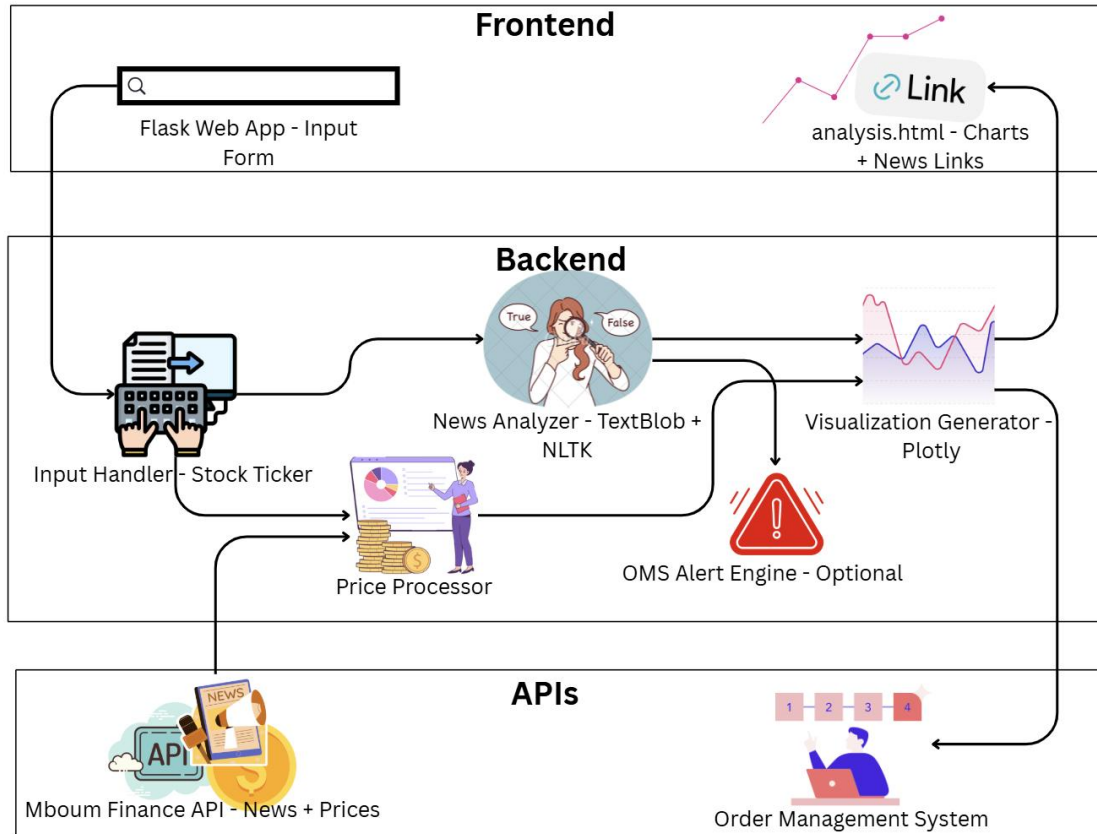 Frontend
Link
Flask Web App - Input
Form
analysis.html - Charts
+ News Links
Backend
True
False
News Analyzer - TextBlob +
NLTK
Visualization Generator -
Plotly
Input Handler - Stock Ticker
Price Processor
OMS Alert Engine - Optional
APIs
NEWS
API
1
2
3
4
Mboum Finance API - News + Prices
Order Management System